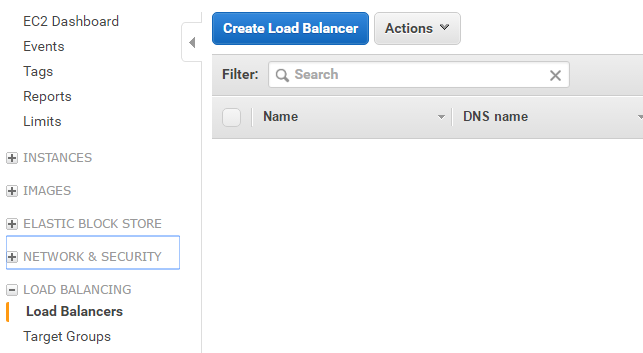 EC2 Dashboard
Events
Tags
Reports
Limits
INSTANCES
IMAGES
ELASTIC BLOCK STORE
NETWORK & SECURITY
LOAD BALANCING
Load Balancers
Target Groups
Create Load Balancer Actions
Filter: Search
Name DNS name